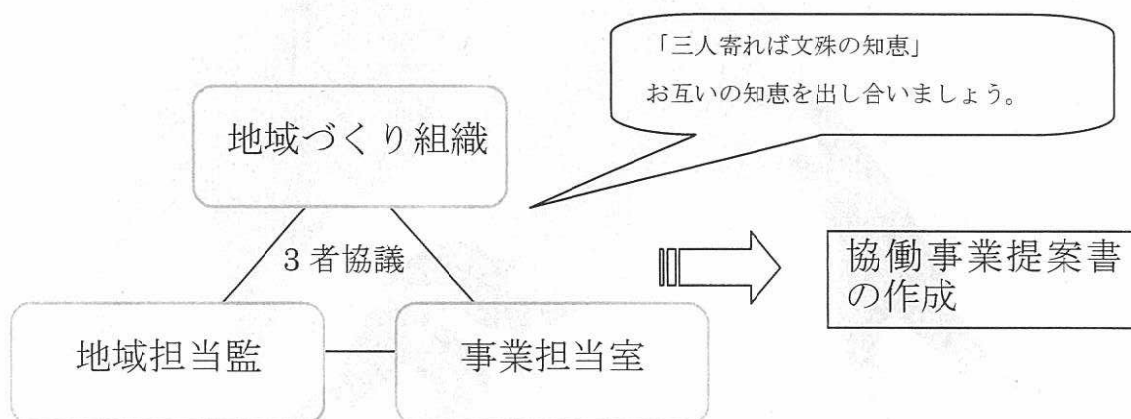 「三人寄れば文殊の知恵」
お互いの知恵を出し合いましょう。
地域づくり組織
3者協議
協働事業提案書
の作成
地域担当監
事業担当室